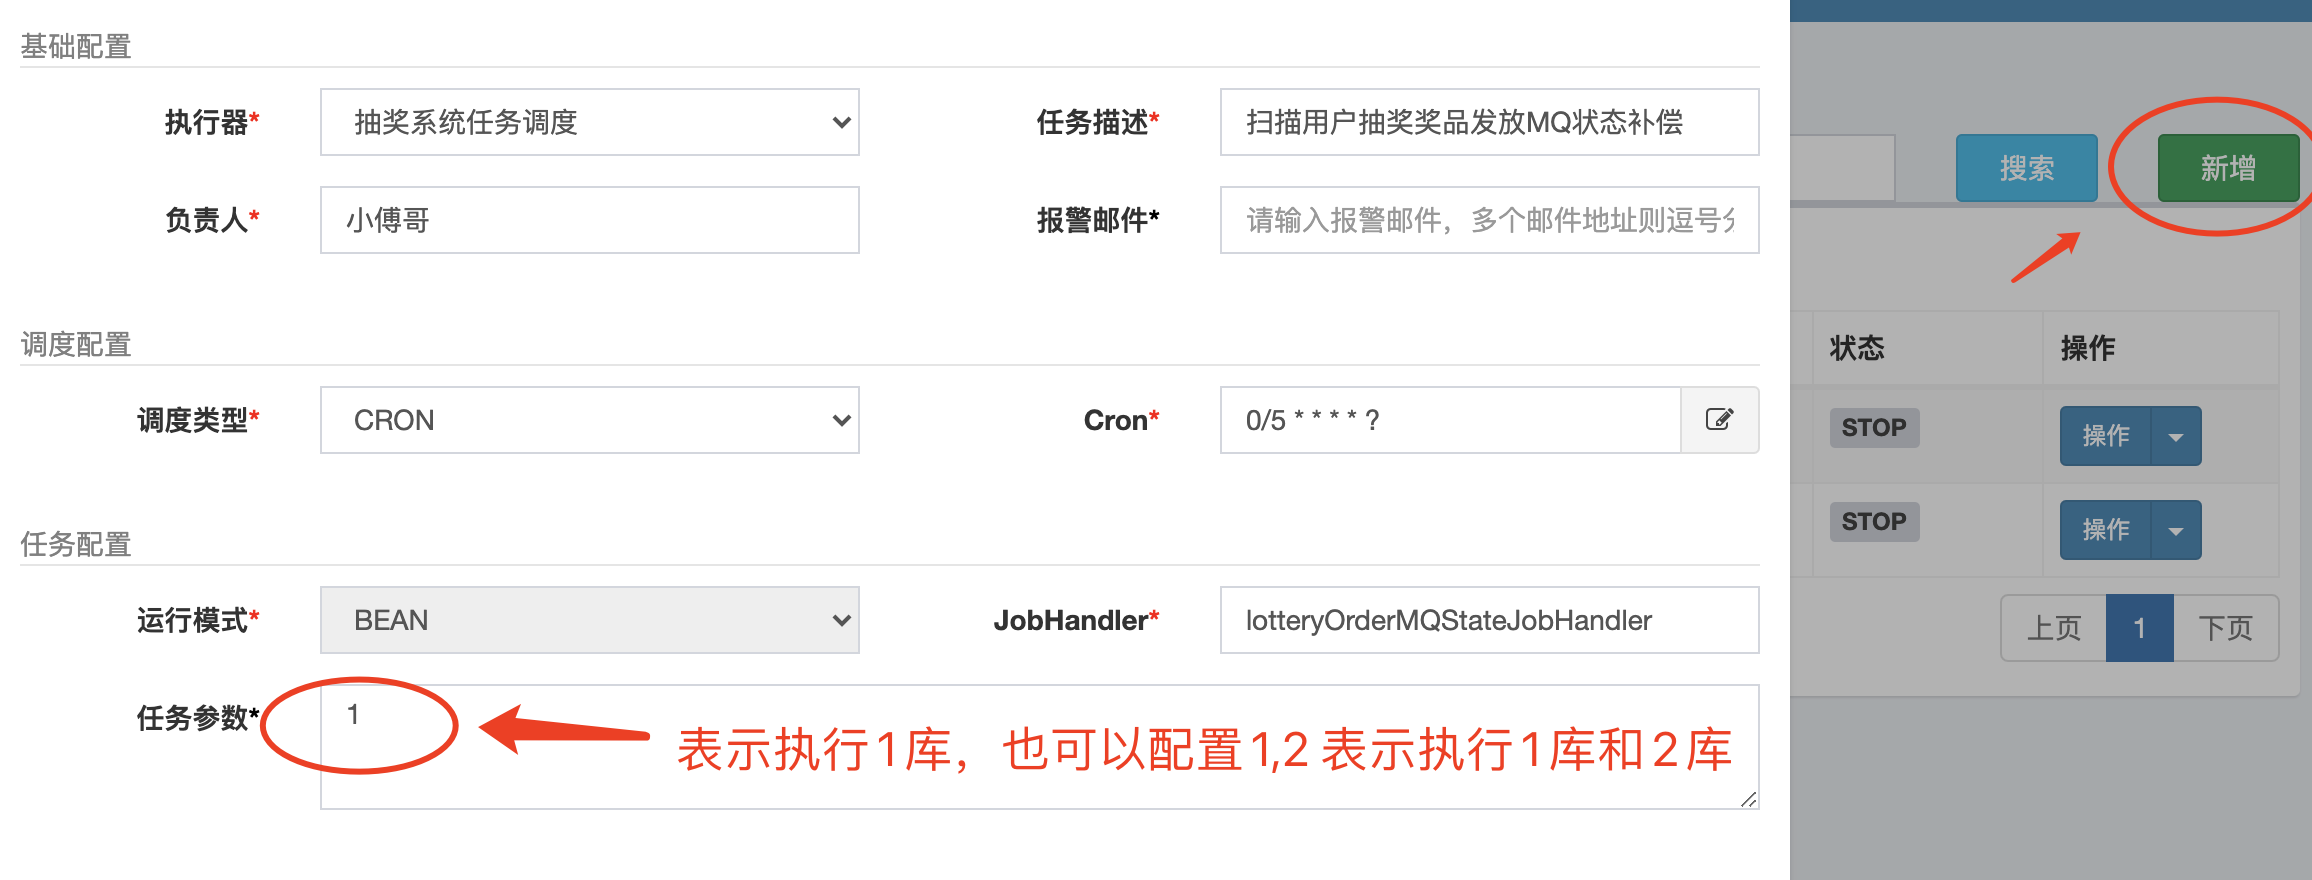 基础配置
执行器* 抽奖系统任务调度 任务描述* 扫描用户抽奖奖品发放MQ状态补偿
搜索 新增
负责人* 小傅哥 报警邮件* 请输入报警邮件，多个邮件地址则逗号分
调度配置
状态 操作
调度类型* CRON Cron* 0/5 * * * * ?
STOP 操作
STOP 操作
任务配置
运行模式* BEAN JobHandler* lotteryOrderMQStateJobHandler
上页 1 下页
任务参数* 1
表示执行1库，也可以配置1,2 表示执行1库和2库